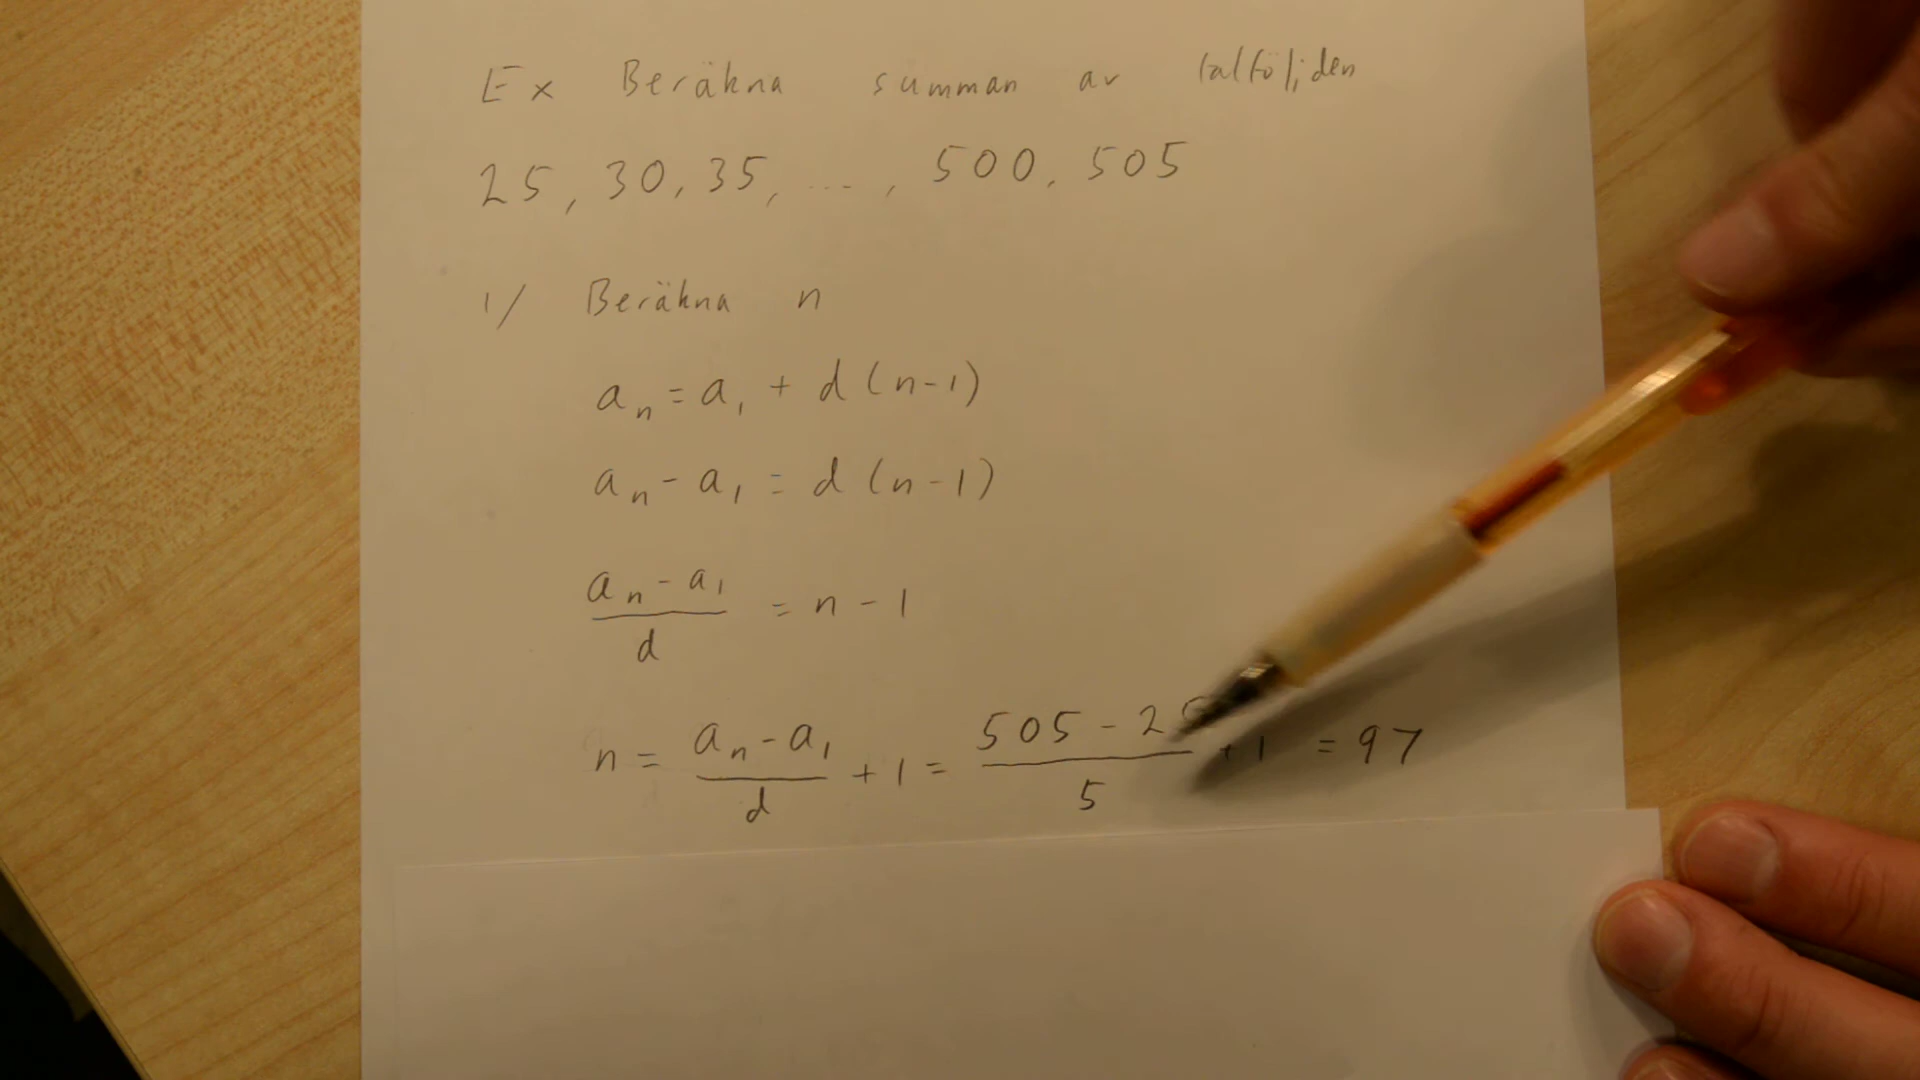 Ex Beräkna summan av talföljden
25, 30, 35, ... , 500, 505
1/ Beräkna n
aₙ = a₁ + d (n-1)
aₙ - a₁ = d (n-1)
(aₙ - a₁)/d = n - 1
n = (aₙ - a₁)/d + 1 = (505 - 25)/5 + 1 = 97